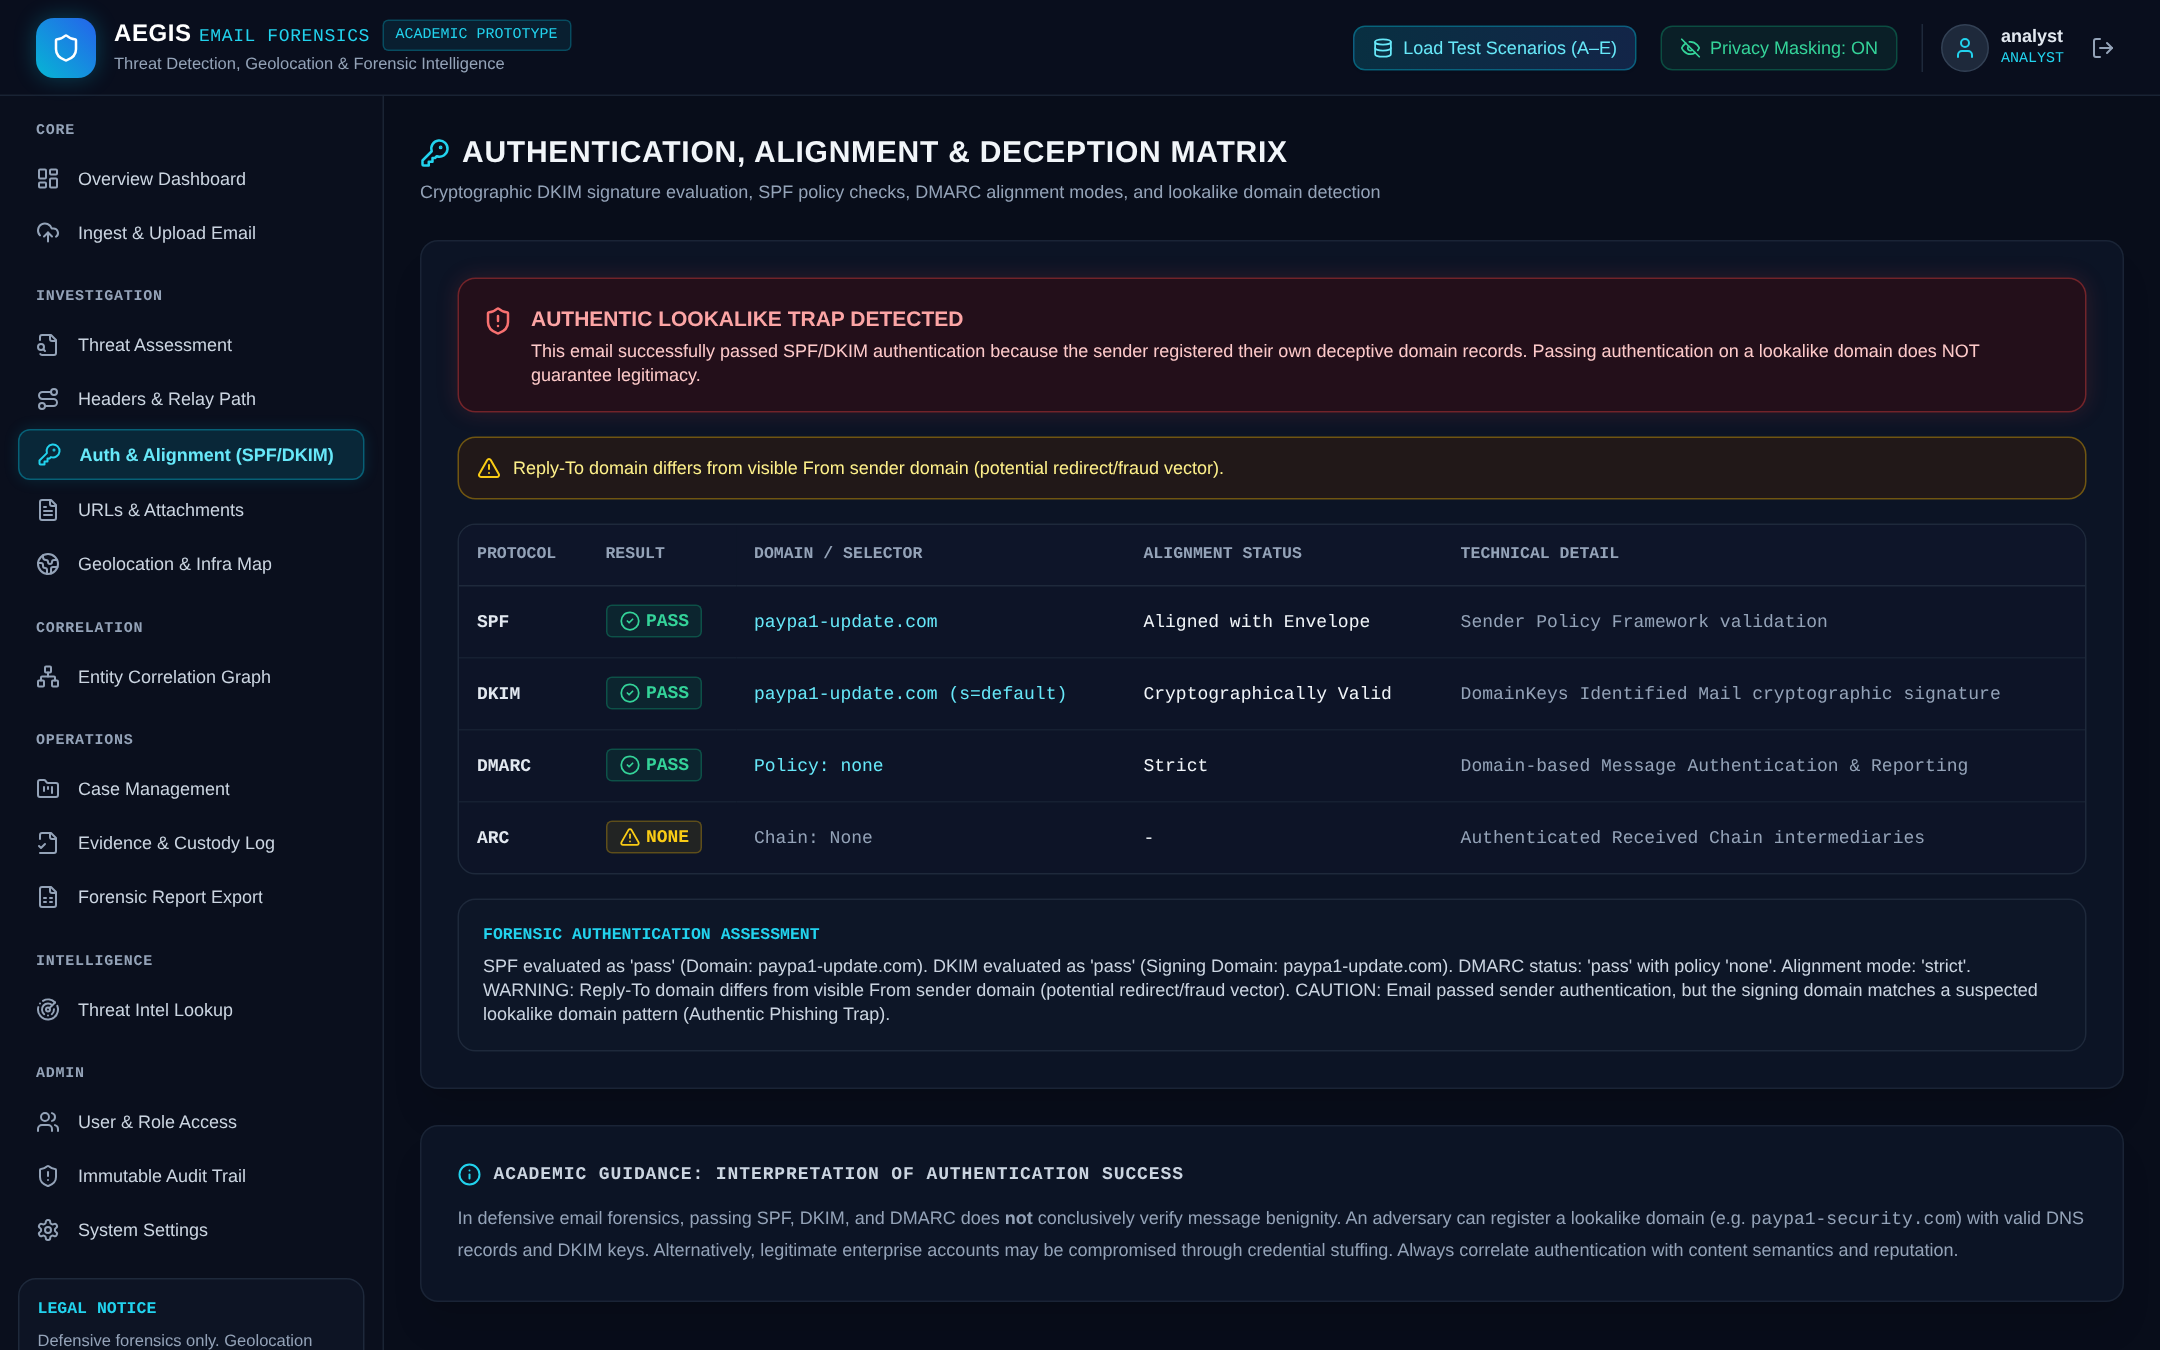 AEGIS EMAIL FORENSICS ACADEMIC PROTOTYPE
Threat Detection, Geolocation & Forensic Intelligence
Load Test Scenarios (A–E)
Privacy Masking: ON
analyst
ANALYST
CORE
Overview Dashboard
Ingest & Upload Email
INVESTIGATION
Threat Assessment
Headers & Relay Path
Auth & Alignment (SPF/DKIM)
URLs & Attachments
Geolocation & Infra Map
CORRELATION
Entity Correlation Graph
OPERATIONS
Case Management
Evidence & Custody Log
Forensic Report Export
INTELLIGENCE
Threat Intel Lookup
ADMIN
User & Role Access
Immutable Audit Trail
System Settings
LEGAL NOTICE
Defensive forensics only. Geolocation
AUTHENTICATION, ALIGNMENT & DECEPTION MATRIX
Cryptographic DKIM signature evaluation, SPF policy checks, DMARC alignment modes, and lookalike domain detection
AUTHENTIC LOOKALIKE TRAP DETECTED
This email successfully passed SPF/DKIM authentication because the sender registered their own deceptive domain records. Passing authentication on a lookalike domain does NOT
guarantee legitimacy.
Reply-To domain differs from visible From sender domain (potential redirect/fraud vector).
PROTOCOL RESULT DOMAIN / SELECTOR ALIGNMENT STATUS TECHNICAL DETAIL
SPF PASS paypa1-update.com Aligned with Envelope Sender Policy Framework validation
DKIM PASS paypa1-update.com (s=default) Cryptographically Valid DomainKeys Identified Mail cryptographic signature
DMARC PASS Policy: none Strict Domain-based Message Authentication & Reporting
ARC NONE Chain: None - Authenticated Received Chain intermediaries
FORENSIC AUTHENTICATION ASSESSMENT
SPF evaluated as 'pass' (Domain: paypa1-update.com). DKIM evaluated as 'pass' (Signing Domain: paypa1-update.com). DMARC status: 'pass' with policy 'none'. Alignment mode: 'strict'.
WARNING: Reply-To domain differs from visible From sender domain (potential redirect/fraud vector). CAUTION: Email passed sender authentication, but the signing domain matches a suspected
lookalike domain pattern (Authentic Phishing Trap).
ACADEMIC GUIDANCE: INTERPRETATION OF AUTHENTICATION SUCCESS
In defensive email forensics, passing SPF, DKIM, and DMARC does not conclusively verify message benignity. An adversary can register a lookalike domain (e.g. paypa1-security.com) with valid DNS
records and DKIM keys. Alternatively, legitimate enterprise accounts may be compromised through credential stuffing. Always correlate authentication with content semantics and reputation.